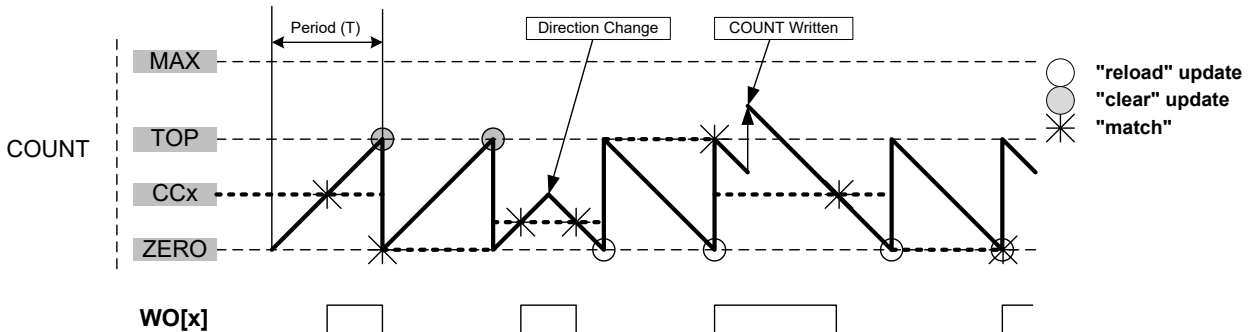 Period (T)
Direction Change
COUNT Written
MAX
"reload" update
"clear" update
TOP
"match"
COUNT
CCx
ZERO
WO[x]